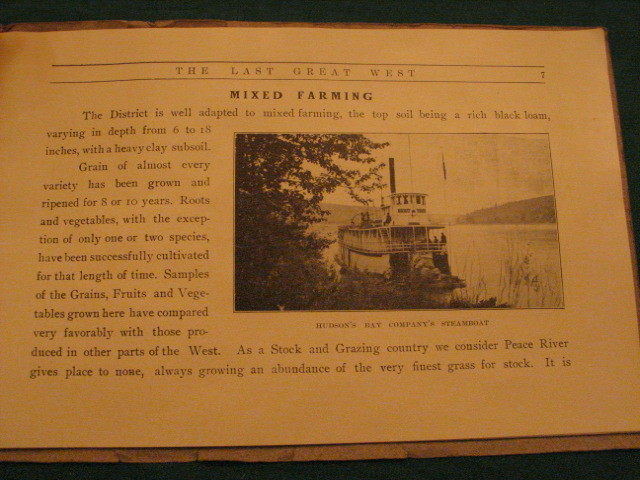 THE LAST GREAT WEST 7
MIXED FARMING
The District is well adapted to mixed farming, the top soil being a rich black loam,
varying in depth from 6 to 18
inches, with a heavy clay subsoil.
Grain of almost every
variety has been grown and
ripened for 8 or 10 years. Roots
and vegetables, with the excep-
tion of only one or two species,
have been successfully cultivated
for that length of time. Samples
of the Grains, Fruits and Vege-
tables grown here have compared
very favorably with those pro-
duced in other parts of the West. As a Stock and Grazing country we consider Peace River
gives place to none, always growing an abundance of the very finest grass for stock. It is
HUDSON'S BAY COMPANY'S STEAMBOAT